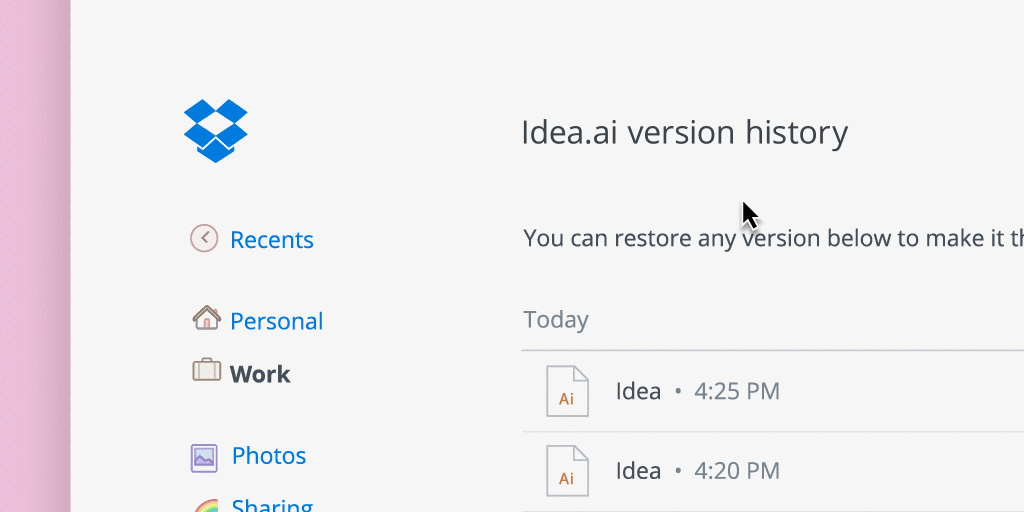 Idea.ai version history
Recents
You can restore any version below to make it
Personal
Today
Work
Ai Idea • 4:25 PM
Photos
Ai Idea • 4:20 PM
Sharing